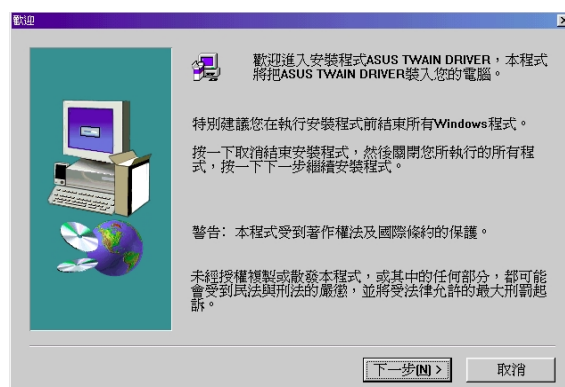 歡迎
歡迎進入安裝程式ASUS TWAIN DRIVER,本程式
將把ASUS TWAIN DRIVER裝入您的電腦。
特別建議您在執行安裝程式前結束所有Windows程式。
按一下取消結束安裝程式,然後關閉您所執行的所有程
式,按一下下一步繼續安裝程式。
警告: 本程式受到著作權法及國際條約的保護。
未經授權複製或散發本程式,或其中的任何部分,都可能
會受到民法與刑法的嚴懲,並將受法律允許的最大刑罰起
訴。
下一步(N) >
取消